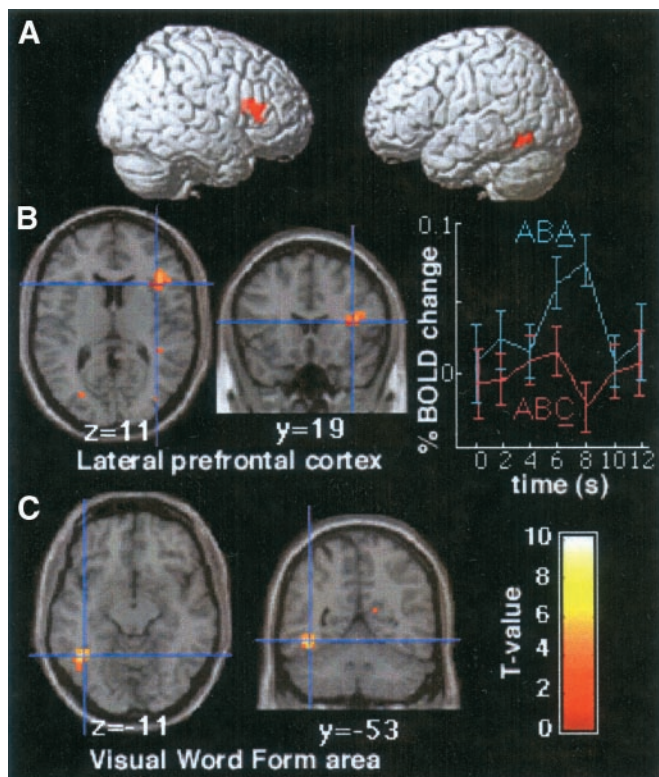 A
B
0.1
ABA
% BOLD change
0
ABC
z=11
y=19
0 2 4 6 8 10 12
Lateral prefrontal cortex
time (s)
C
10
8
6
4
2
0
T-value
z=-11
y=-53
Visual Word Form area